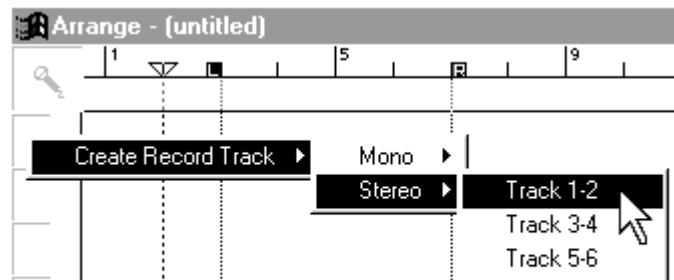 Arrange - (untitled)
1 5 9
L R
Create Record Track Mono
Stereo Track 1-2
Track 3-4
Track 5-6